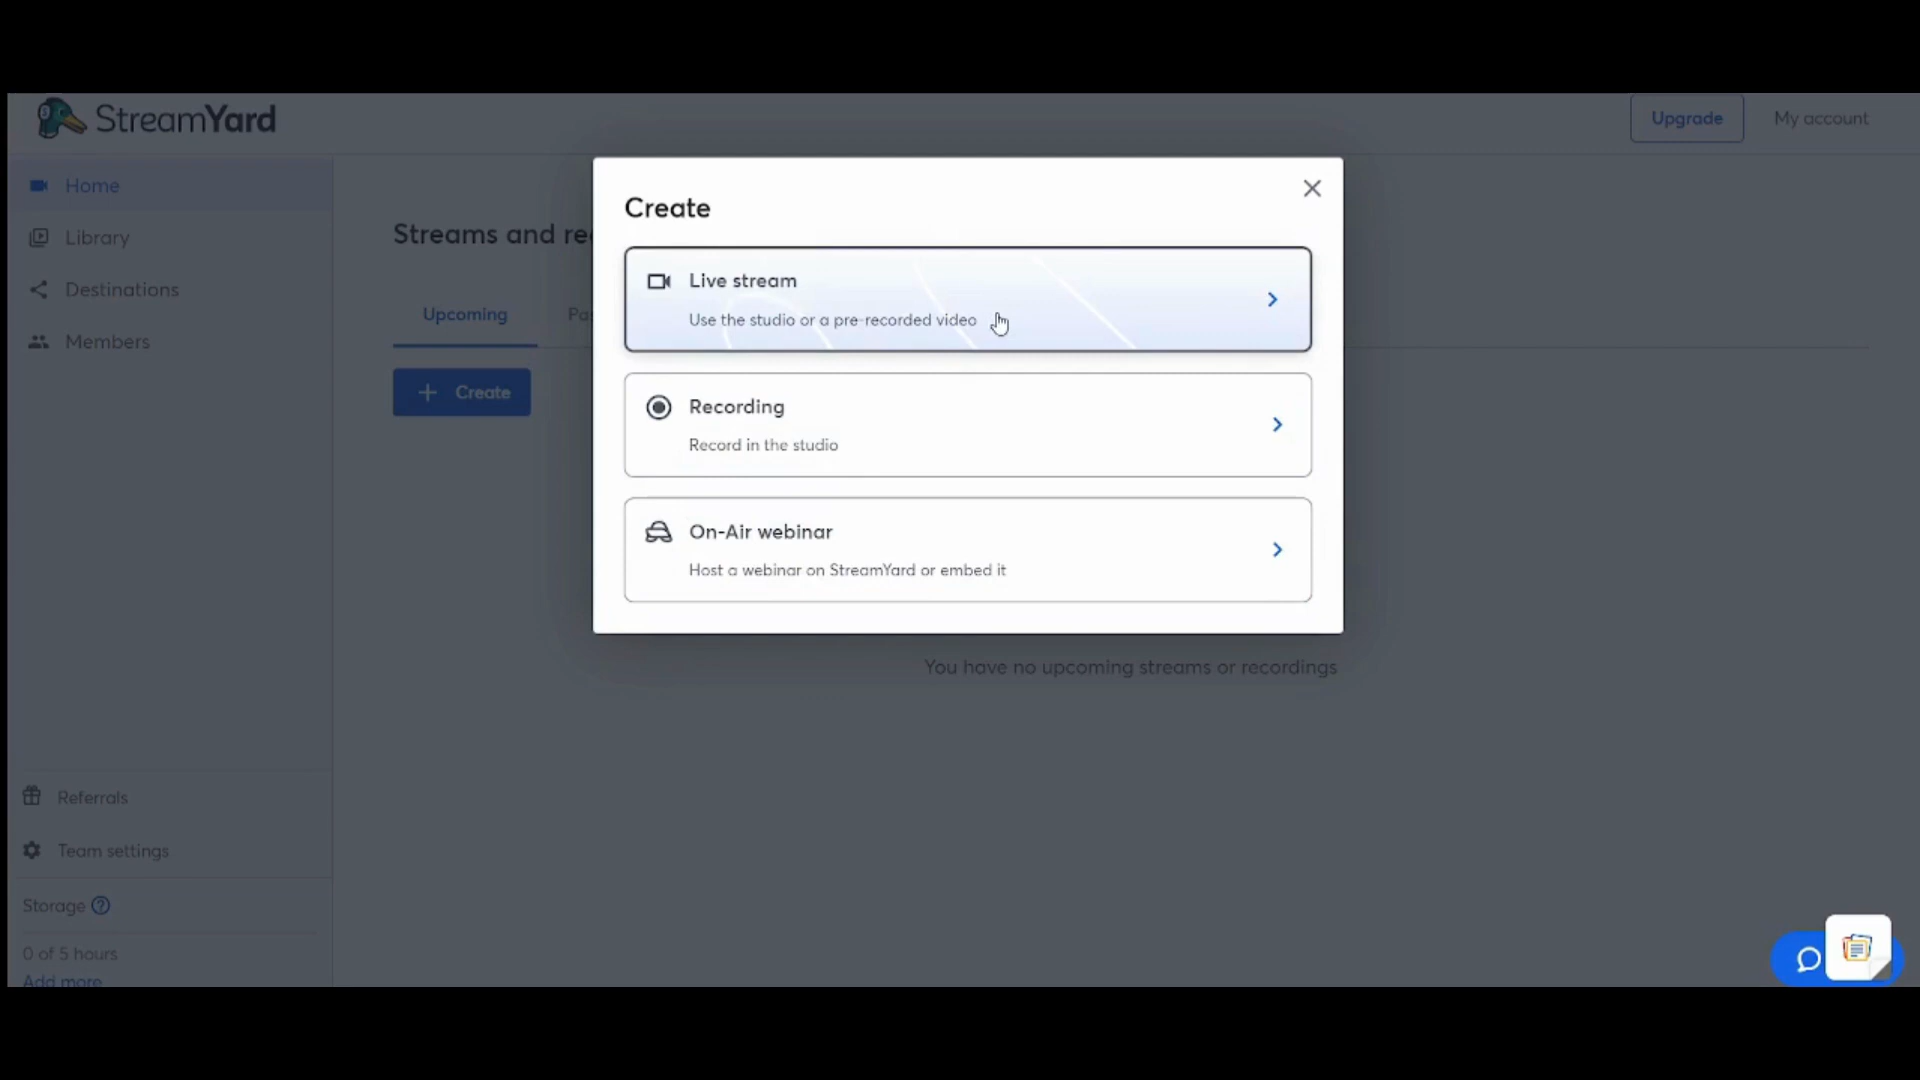 StreamYard
Upgrade
My account
Home
Library
Destinations
Members
Streams and re
Upcoming
Pa
Create
Create
Live stream
Use the studio or a pre-recorded video
Recording
Record in the studio
On-Air webinar
Host a webinar on StreamYard or embed it
You have no upcoming streams or recordings
Referrals
Team settings
Storage
0 of 5 hours
Add more